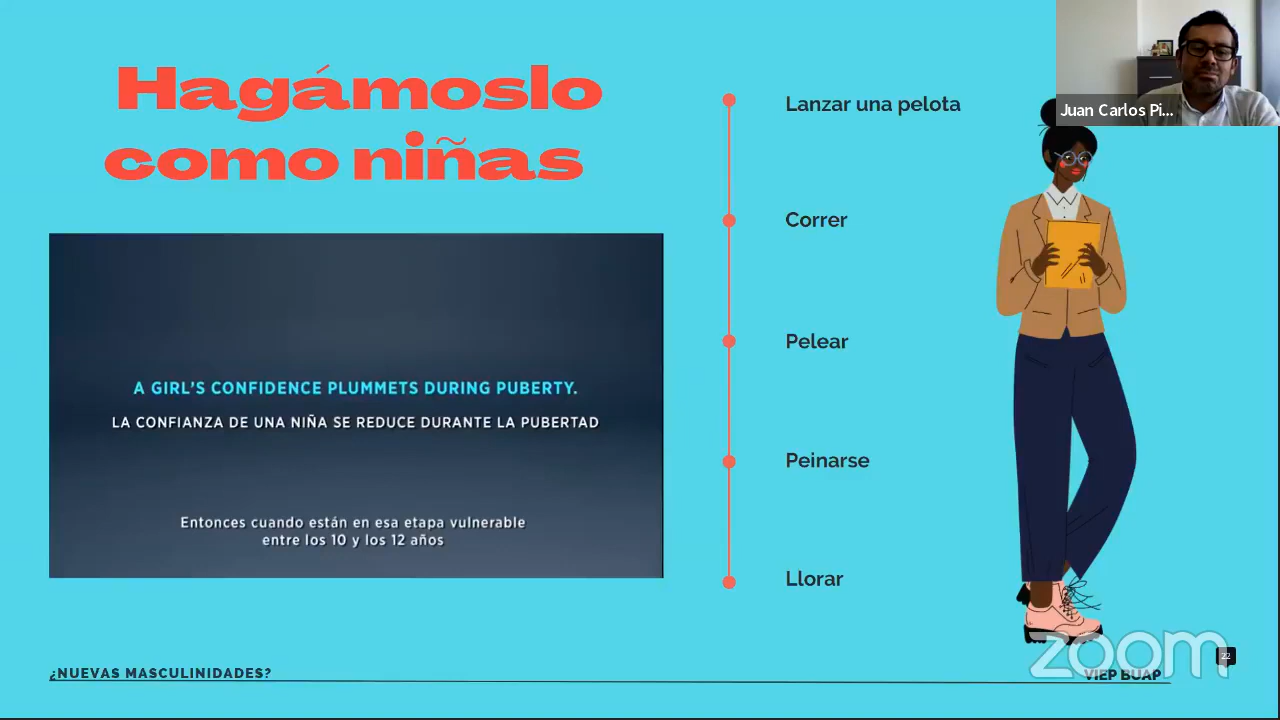 Hagámoslo
como niñas
A GIRL'S CONFIDENCE PLUMMETS DURING PUBERTY.
LA CONFIANZA DE UNA NIÑA SE REDUCE DURANTE LA PUBERTAD
Entonces cuando están en esa etapa vulnerable
entre los 10 y los 12 años
Lanzar una pelota
Correr
Pelear
Peinarse
Llorar
Juan Carlos Pi...
¿NUEVAS MASCULINIDADES?
VIEP BUAP
zoom
22